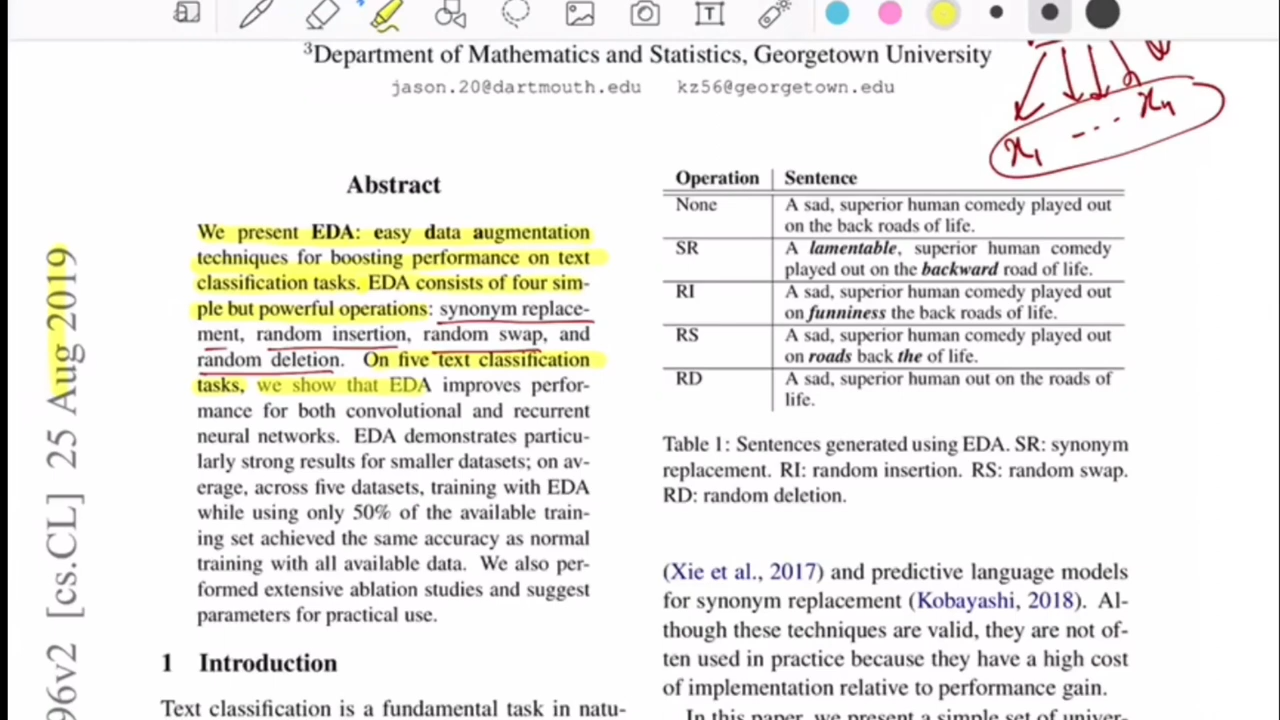 ³Department of Mathematics and Statistics, Georgetown University
jason.20@dartmouth.edu kz56@georgetown.edu
x₁ ... x₄
Abstract
We present EDA: easy data augmentation
techniques for boosting performance on text
classification tasks. EDA consists of four sim-
ple but powerful operations: synonym replace-
ment, random insertion, random swap, and
random deletion. On five text classification
tasks, we show that EDA improves perfor-
mance for both convolutional and recurrent
neural networks. EDA demonstrates particu-
larly strong results for smaller datasets; on av-
erage, across five datasets, training with EDA
while using only 50% of the available train-
ing set achieved the same accuracy as normal
training with all available data. We also per-
formed extensive ablation studies and suggest
parameters for practical use.
1 Introduction
Text classification is a fundamental task in natu-
Operation Sentence
None A sad, superior human comedy played out
on the back roads of life.
SR A lamentable, superior human comedy
played out on the backward road of life.
RI A sad, superior human comedy played out
on funniness the back roads of life.
RS A sad, superior human comedy played out
on roads back the of life.
RD A sad, superior human out on the roads of
life.
Table 1: Sentences generated using EDA. SR: synonym
replacement. RI: random insertion. RS: random swap.
RD: random deletion.
(Xie et al., 2017) and predictive language models
for synonym replacement (Kobayashi, 2018). Al-
though these techniques are valid, they are not of-
ten used in practice because they have a high cost
of implementation relative to performance gain.
In this paper, we present a simple set of univer-
96v2 [cs.CL] 25 Aug 2019
T